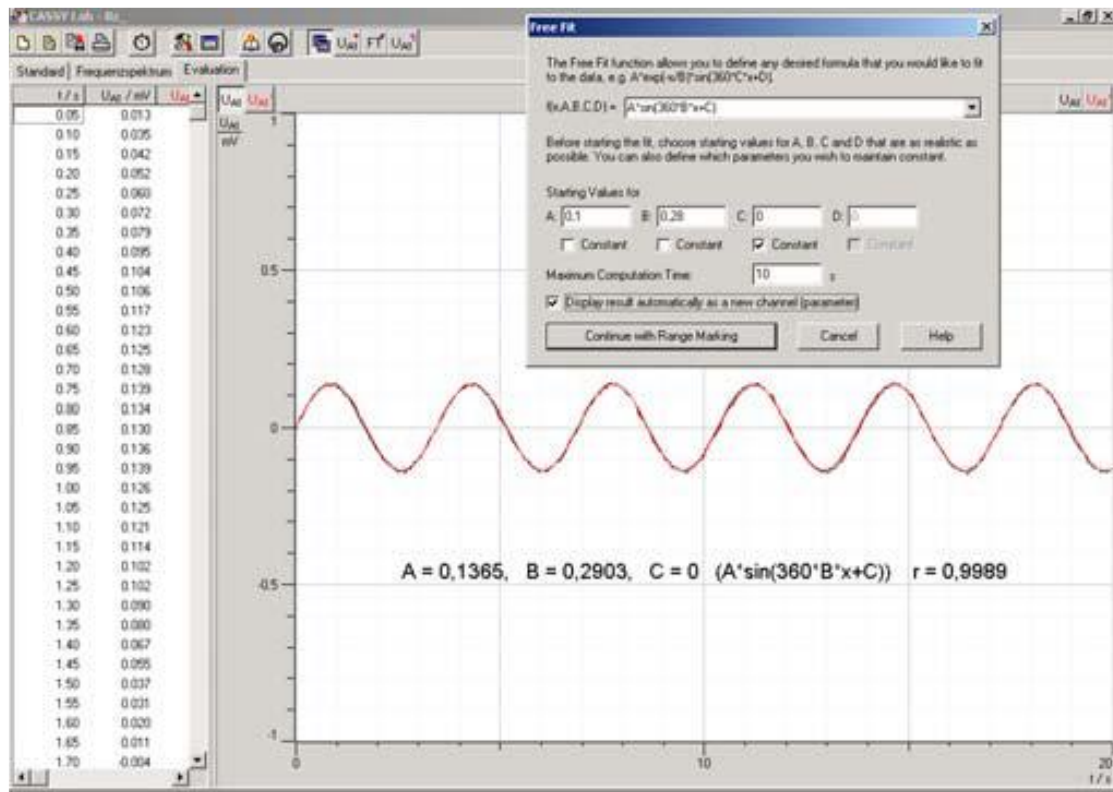 CASSY Lab - Bz_
Standard Frequenzspektrum Evaluation
t / s UA1 / mV UA1
0.05 0.013
0.10 0.035
0.15 0.042
0.20 0.052
0.25 0.060
0.30 0.072
0.35 0.079
0.40 0.095
0.45 0.104
0.50 0.106
0.55 0.117
0.60 0.123
0.65 0.125
0.70 0.128
0.75 0.139
0.80 0.134
0.85 0.130
0.90 0.136
0.95 0.139
1.00 0.126
1.05 0.125
1.10 0.121
1.15 0.114
1.20 0.102
1.25 0.102
1.30 0.090
1.35 0.080
1.40 0.067
1.45 0.055
1.50 0.037
1.55 0.031
1.60 0.020
1.65 0.011
1.70 -0.004
mV
1
0.5
0
-0.5
-1
0
10
20
t / s
A = 0,1365, B = 0,2903, C = 0 (A*sin(360*B*x+C)) r = 0,9989
Free Fit
The Free Fit function allows you to define any desired formula that you would like to fit
to the data, e.g. A*exp(-x/B)*sin(360*C*x+D).
f(x,A,B,C,D) = A*sin(360*B*x+C)
Before starting the fit, choose starting values for A, B, C and D that are as realistic as
possible. You can also define which parameters you wish to maintain constant.
Starting Values for
A: 0.1 B: 0.28 C: 0 D: 0
Constant Constant Constant Constant
Maximum Computation Time: 10 s
Display result automatically as a new channel (parameter)
Continue with Range Marking Cancel Help